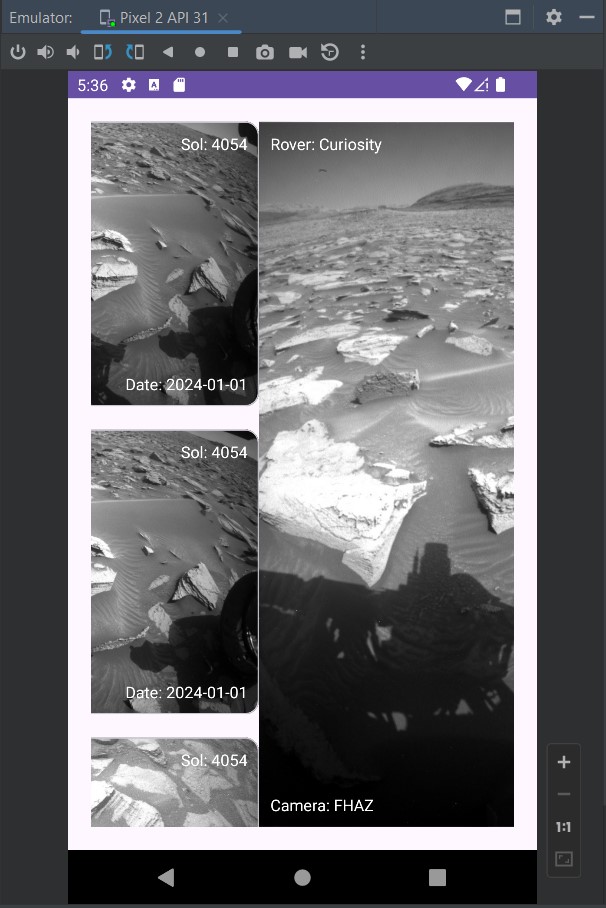 Emulator: Pixel 2 API 31
5:36
Sol: 4054
Date: 2024-01-01
Sol: 4054
Date: 2024-01-01
Sol: 4054
Rover: Curiosity
Camera: FHAZ
1:1